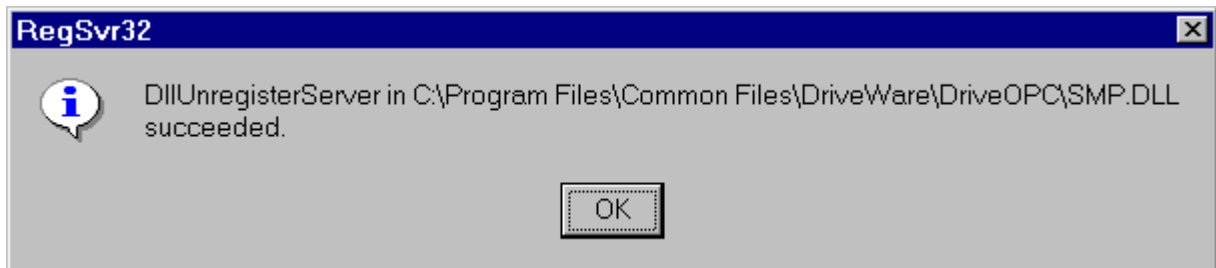 RegSvr32
DllUnregisterServer in C:\Program Files\Common Files\DriveWare\DriveOPC\SMP.DLL
succeeded.
OK